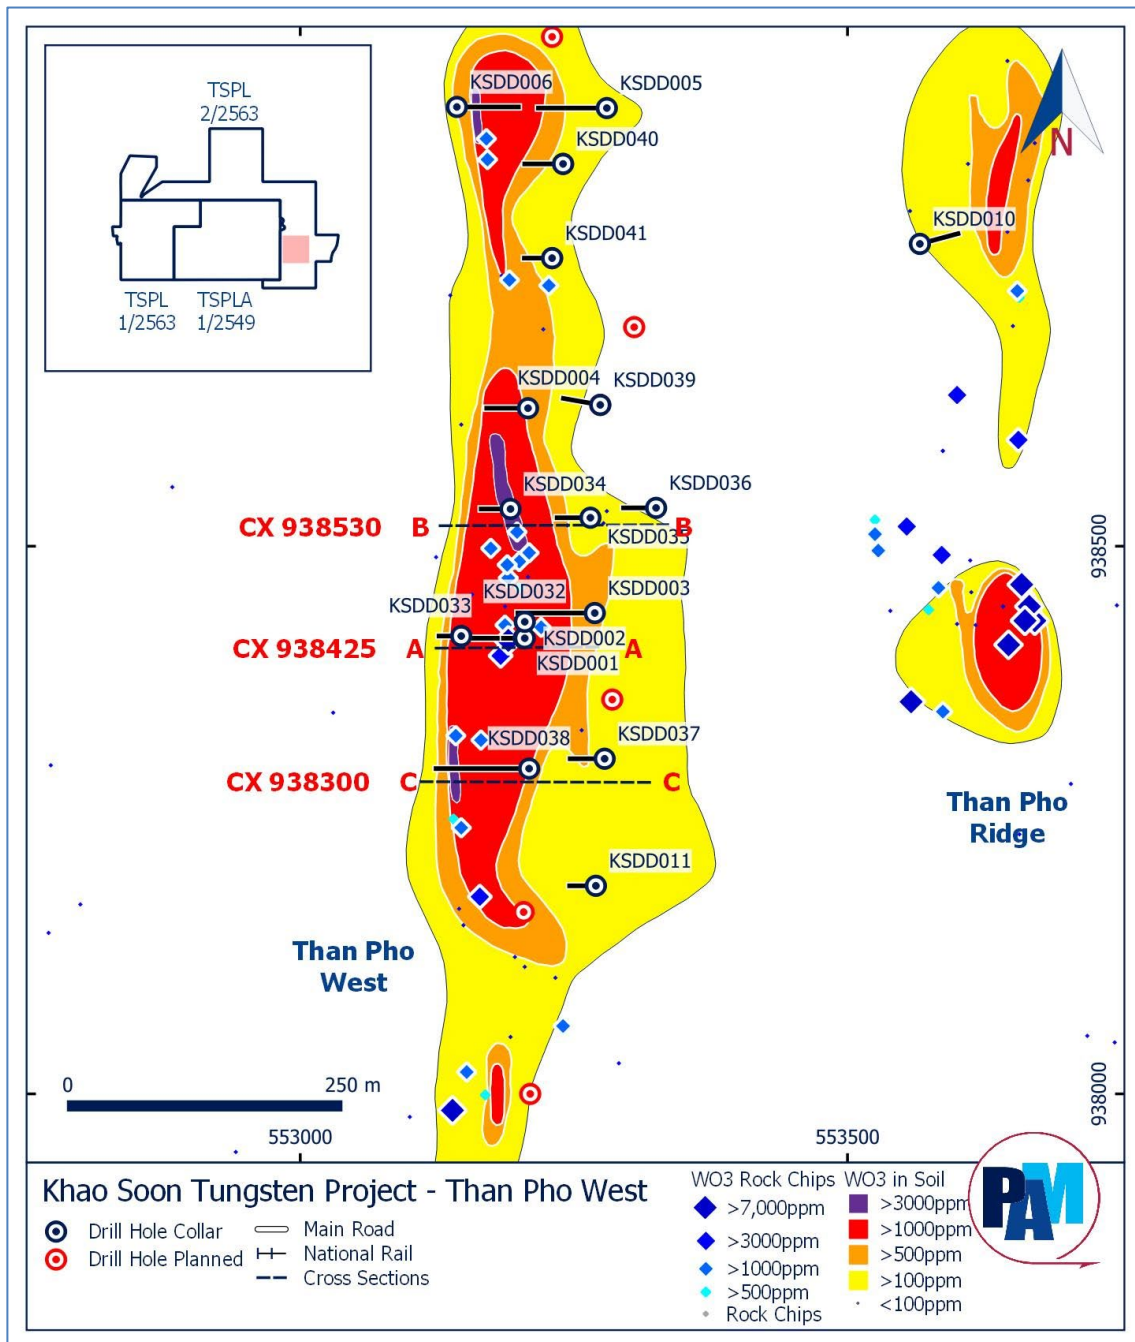 TSPL
2/2563
TSPL
1/2563
TSPLA
1/2549
KSDD006
KSDD005
KSDD040
KSDD041
N
KSDD010
KSDD004
KSDD039
KSDD034
KSDD036
CX 938530
B
B
KSDD035
938500
KSDD032
KSDD003
KSDD033
KSDD002
CX 938425
A
A
KSDD001
KSDD038
KSDD037
CX 938300
C
C
Than Pho
Ridge
KSDD011
Than Pho
West
0
250 m
938000
553000
553500
Khao Soon Tungsten Project - Than Pho West
Drill Hole Collar
Drill Hole Planned
Main Road
National Rail
Cross Sections
WO3 Rock Chips
>7,000ppm
>3000ppm
>1000ppm
>500ppm
Rock Chips
WO3 in Soil
>3000ppm
>1000ppm
>500ppm
>100ppm
<100ppm
PAM